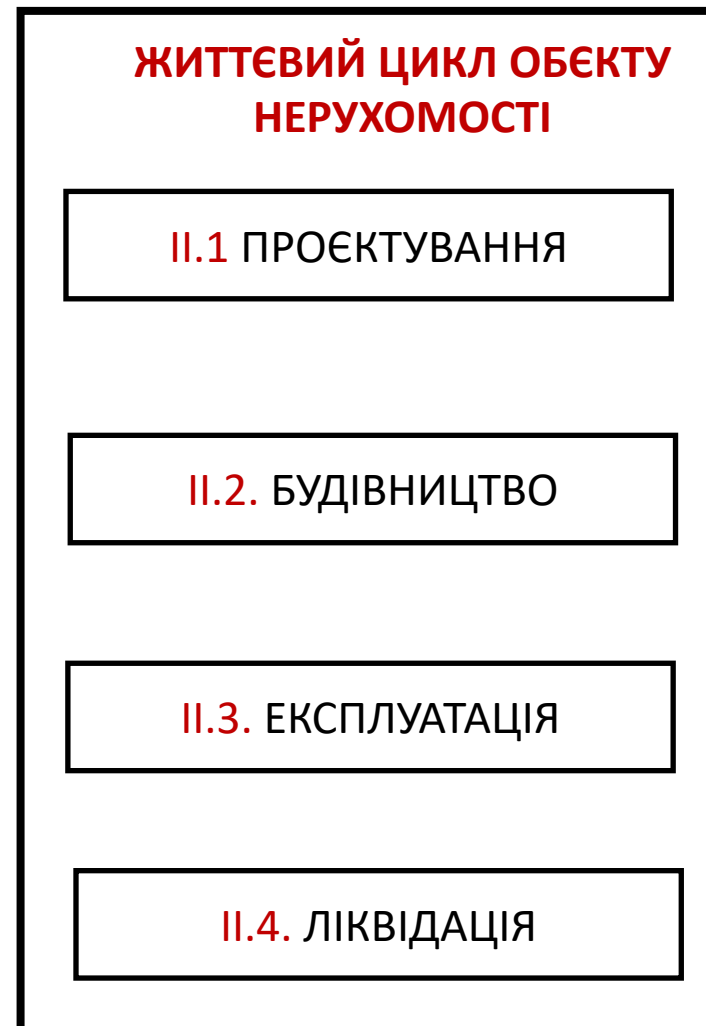 ЖИТТЄВИЙ ЦИКЛ ОБЄКТУ
НЕРУХОМОСТІ
ІІ.1 ПРОЄКТУВАННЯ
ІІ.2. БУДІВНИЦТВО
ІІ.3. ЕКСПЛУАТАЦІЯ
ІІ.4. ЛІКВІДАЦІЯ